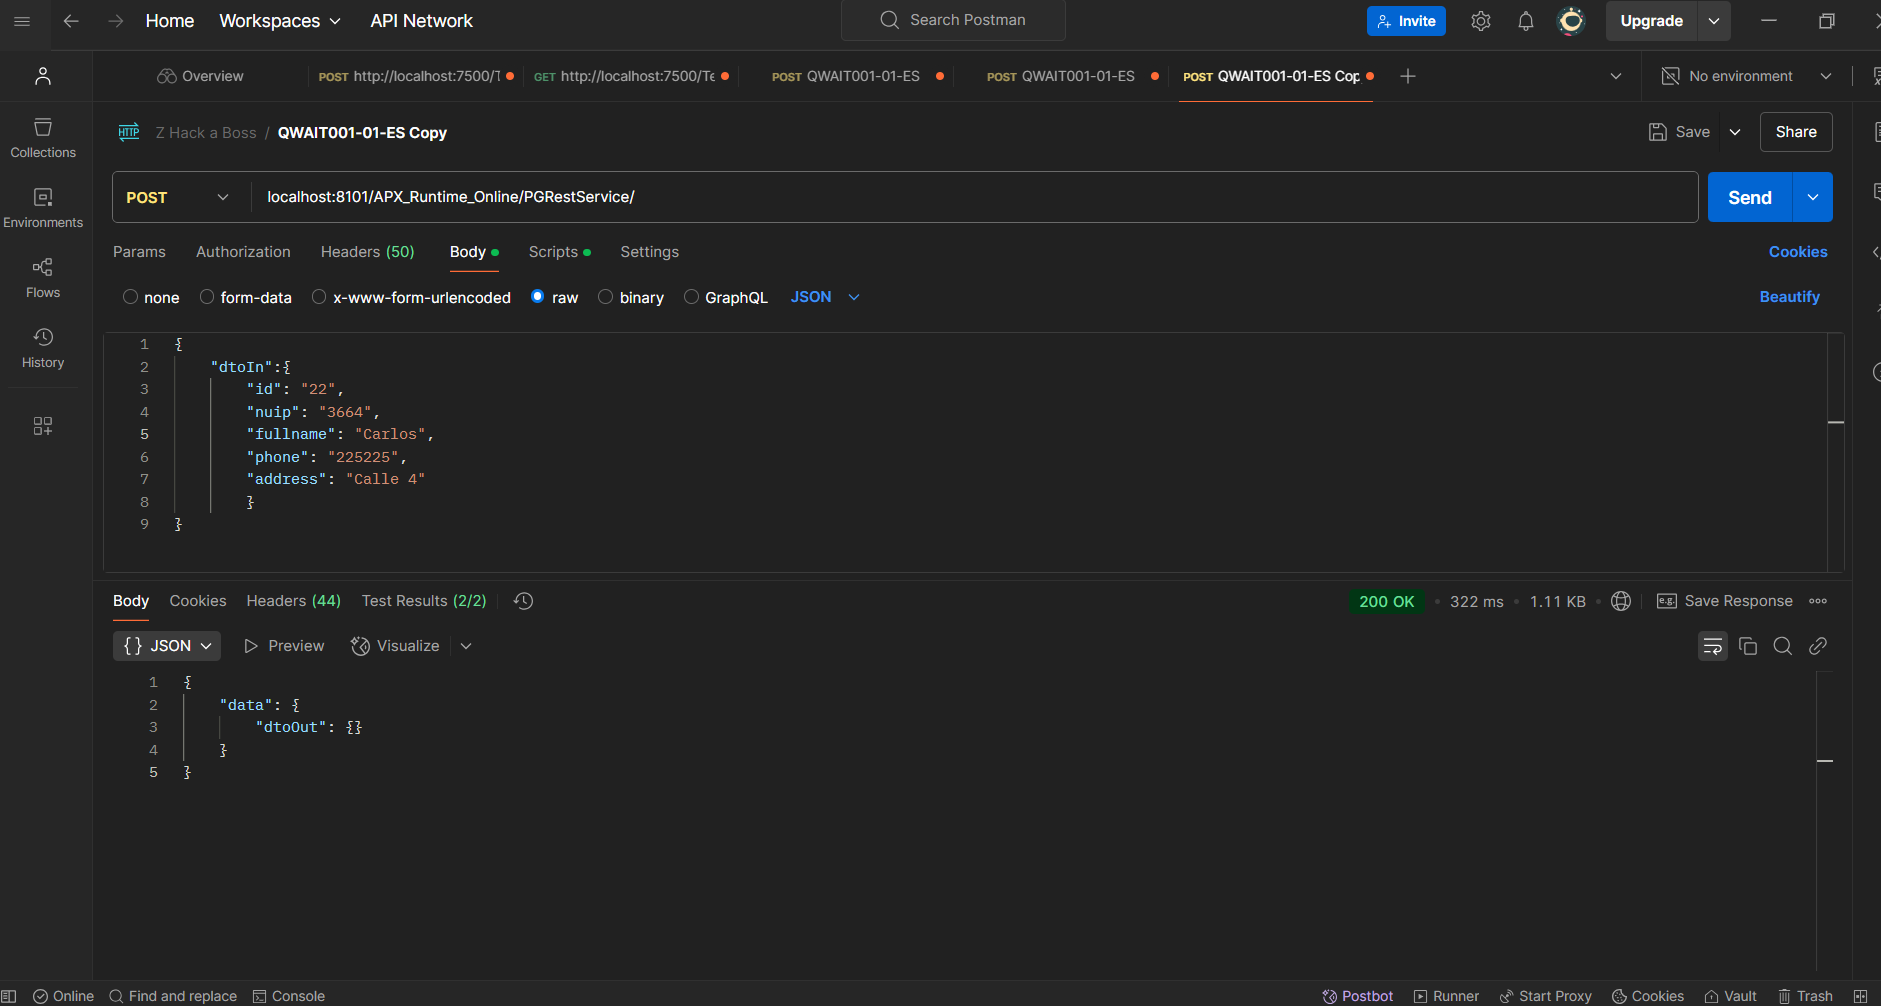 Home Workspaces API Network Search Postman Invite Upgrade
Overview POST http://localhost:7500/T GET http://localhost:7500/Te POST QWAIT001-01-ES POST QWAIT001-01-ES POST QWAIT001-01-ES Cop No environment
HTTP Z Hack a Boss / QWAIT001-01-ES Copy Save Share
Collections
Environments
Flows
History
POST localhost:8101/APX_Runtime_Online/PGRestService/ Send
Params Authorization Headers (50) Body Scripts Settings Cookies
none form-data x-www-form-urlencoded raw binary GraphQL JSON Beautify
1 {
2 "dtoIn":{
3 "id": "22",
4 "nuip": "3664",
5 "fullname": "Carlos",
6 "phone": "225225",
7 "address": "Calle 4"
8 }
9 }
Body Cookies Headers (44) Test Results (2/2) 200 OK • 322 ms • 1.11 KB • e.g. Save Response
{} JSON Preview Visualize
1 {
2 "data": {
3 "dtoOut": {}
4 }
5 }
Online Find and replace Console Postbot Runner Start Proxy Cookies Vault Trash